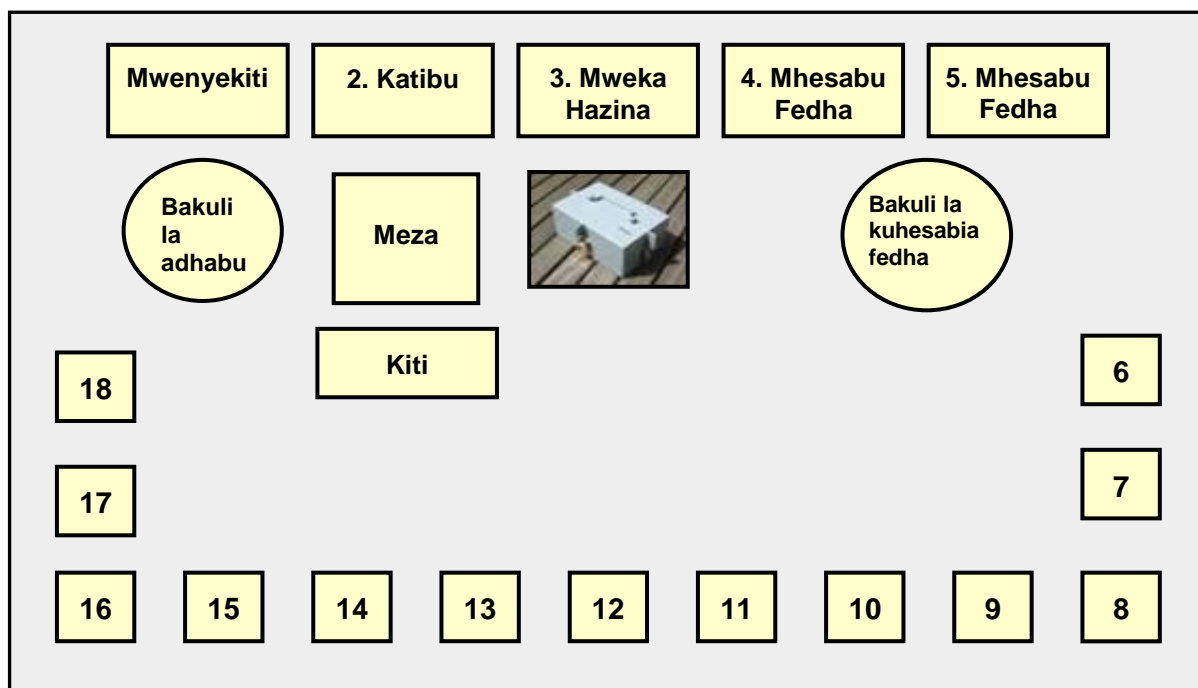 Mwenyekiti
2. Katibu
3. Mweka
Hazina
4. Mhesabu
Fedha
5. Mhesabu
Fedha
Bakuli
la
adhabu
Meza
Bakuli la
kuhesabia
fedha
Kiti
18
6
17
7
16
15
14
13
12
11
10
9
8